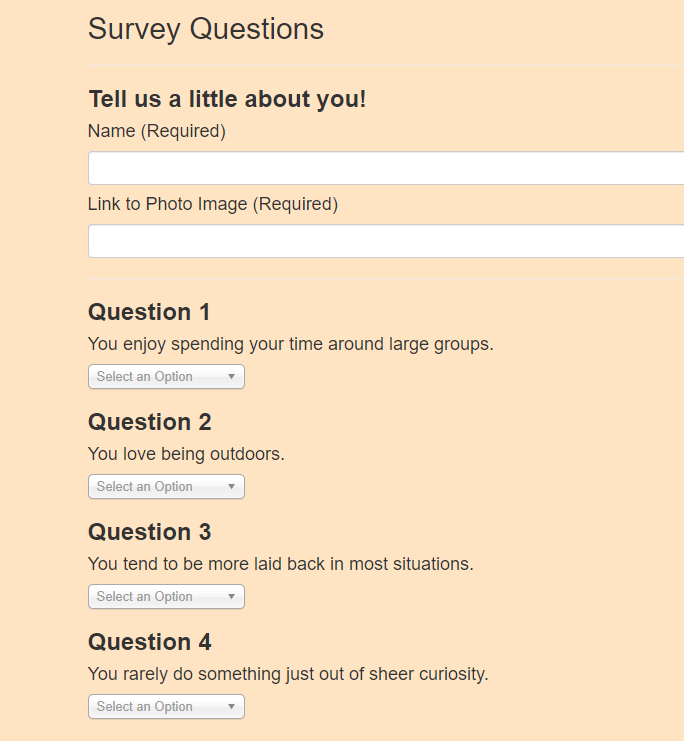 Survey Questions
Tell us a little about you!
Name (Required)
Link to Photo Image (Required)
Question 1
You enjoy spending your time around large groups.
Select an Option
Question 2
You love being outdoors.
Select an Option
Question 3
You tend to be more laid back in most situations.
Select an Option
Question 4
You rarely do something just out of sheer curiosity.
Select an Option